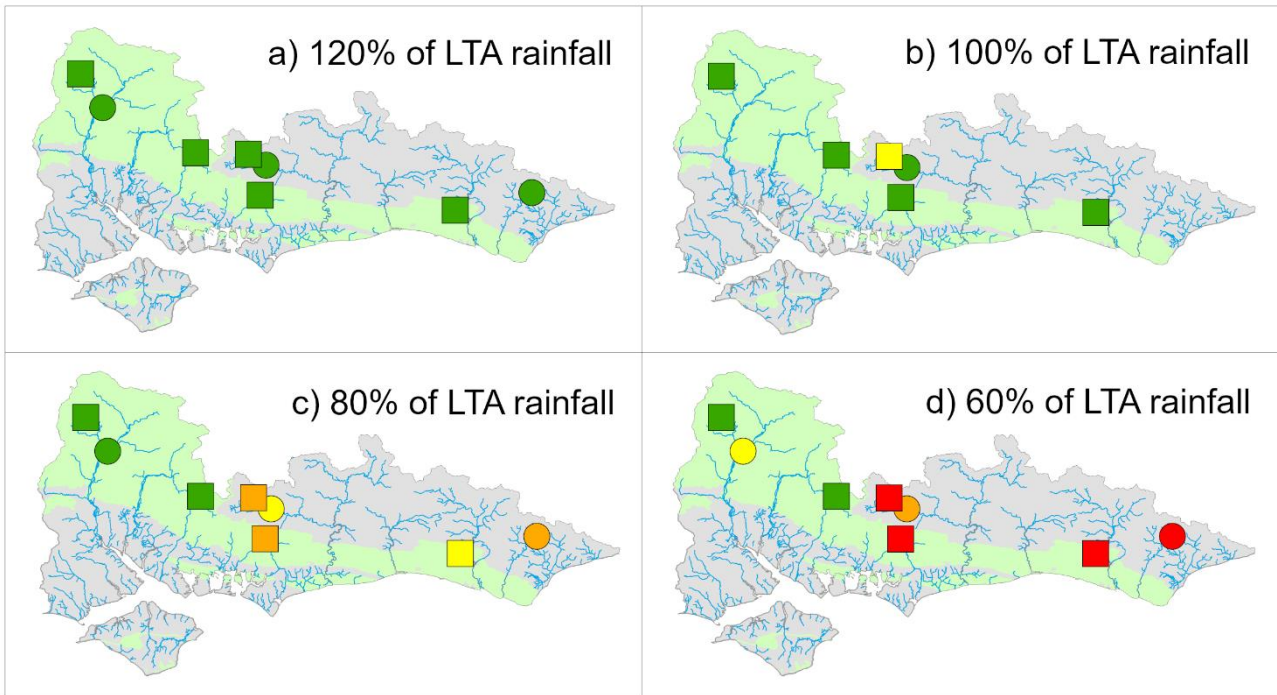 a) 120% of LTA rainfall
b) 100% of LTA rainfall
c) 80% of LTA rainfall
d) 60% of LTA rainfall